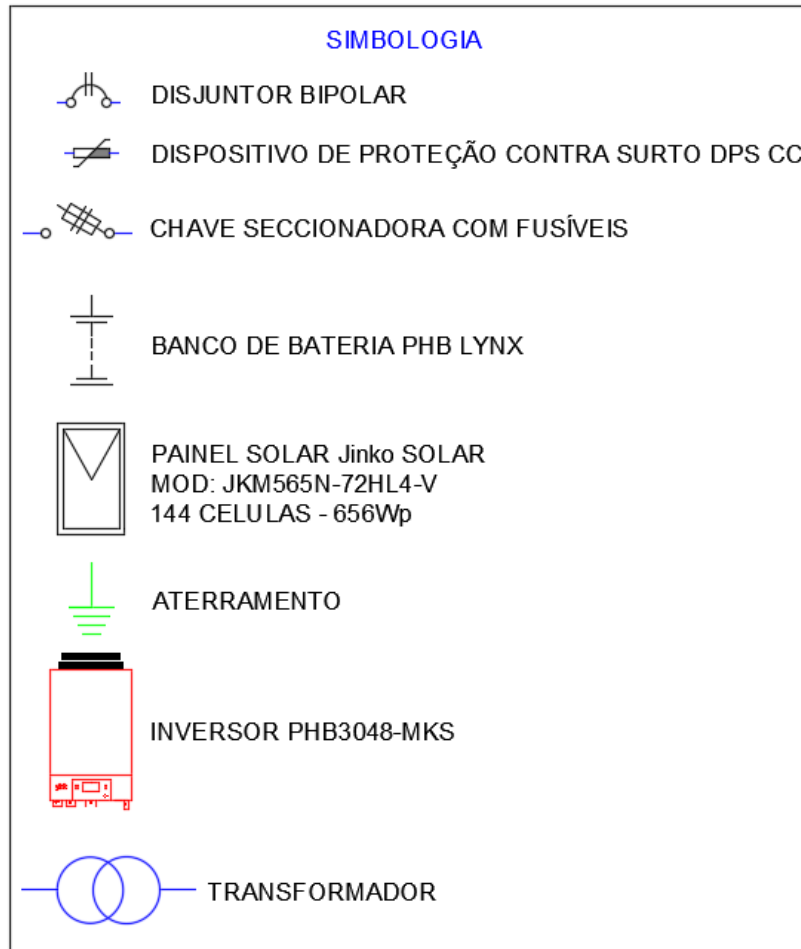 SIMBOLOGIA
DISJUNTOR BIPOLAR
DISPOSITIVO DE PROTEÇÃO CONTRA SURTO DPS CC
CHAVE SECCIONADORA COM FUSÍVEIS
BANCO DE BATERIA PHB LYNX
PAINEL SOLAR Jinko SOLAR
MOD: JKM565N-72HL4-V
144 CELULAS - 656Wp
ATERRAMENTO
INVERSOR PHB3048-MKS
TRANSFORMADOR